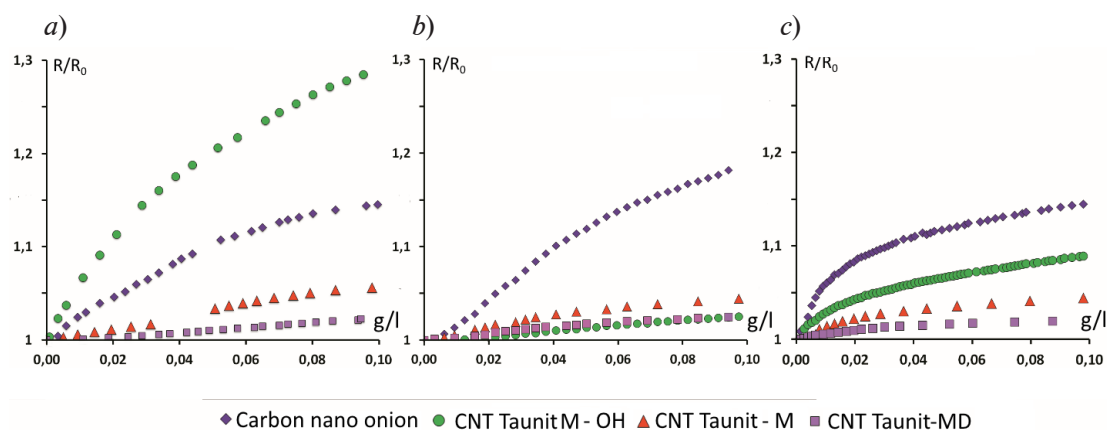 a) b) c)
R/R0 R/R0 R/R0
1,3 1,3 1,3
1,2 1,2 1,2
1,1 1,1 1,1
1 1 1
g/l g/l g/l
0,00 0,02 0,04 0,06 0,08 0,10 0,00 0,02 0,04 0,06 0,08 0,10 0,00 0,02 0,04 0,06 0,08 0,10
Carbon nano onion CNT Taunit M - OH CNT Taunit - M CNT Taunit-MD